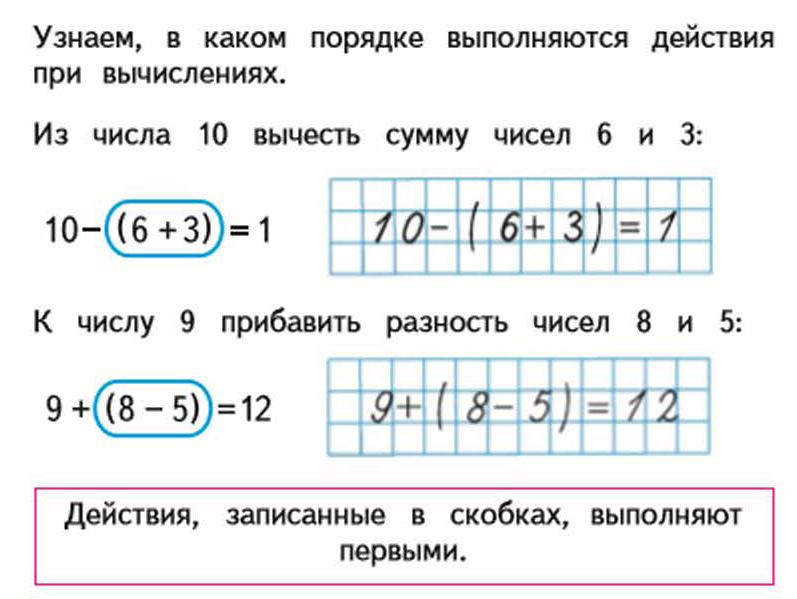 Узнаем, в каком порядке выполняются действия
при вычислениях.
Из числа 10 вычесть сумму чисел 6 и 3:
10−(6 + 3) = 1
10−(6+3)=1
К числу 9 прибавить разность чисел 8 и 5:
9 +(8 − 5) =12
9+(8−5)=12
Действия, записанные в скобках, выполняют
первыми.